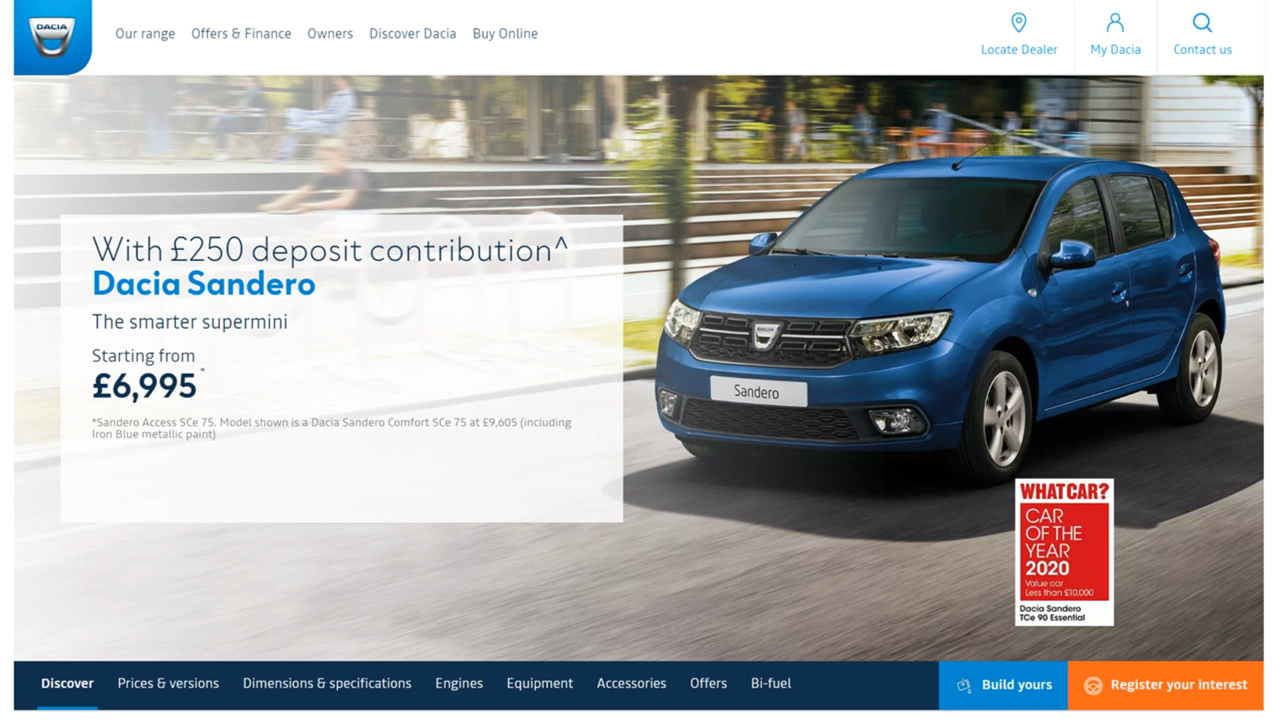 DACIA
Our range
Offers & Finance
Owners
Discover Dacia
Buy Online
Locate Dealer
My Dacia
Contact us
With £250 deposit contribution^
Dacia Sandero
The smarter supermini
Starting from
£6,995*
*Sandero Access SCe 75. Model shown is a Dacia Sandero Comfort SCe 75 at £9,605 (including
Iron Blue metallic paint)
DACIA
Sandero
WHAT CAR?
CAR
OF THE
YEAR
2020
Value car
Less than £10,000
Dacia Sandero
TCe 90 Essential
Discover
Prices & versions
Dimensions & specifications
Engines
Equipment
Accessories
Offers
Bi-fuel
Build yours
Register your interest